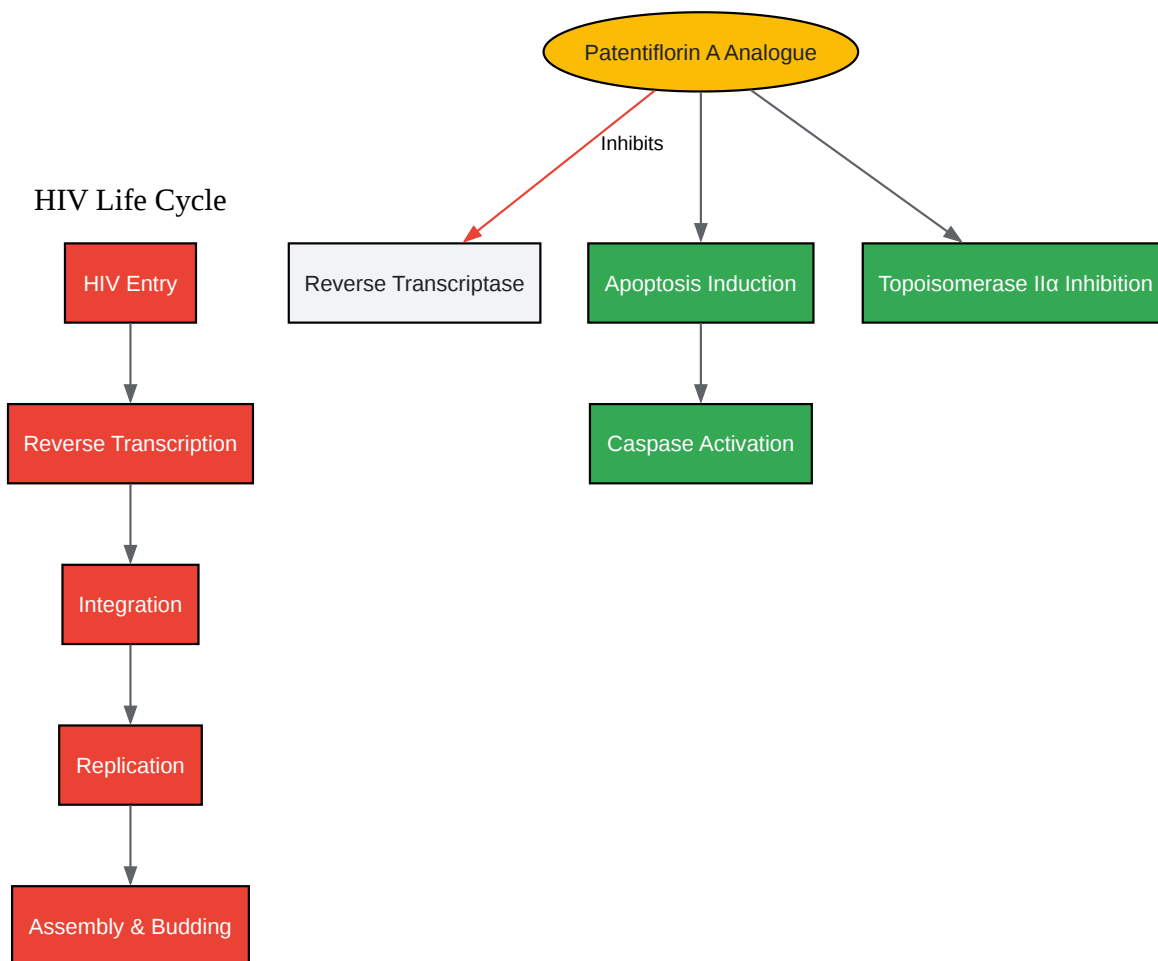 Patentiflorin A Analogue
Inhibits
HIV Life Cycle
HIV Entry
Reverse Transcriptase
Apoptosis Induction
Topoisomerase IIα Inhibition
Reverse Transcription
Caspase Activation
Integration
Replication
Assembly & Budding